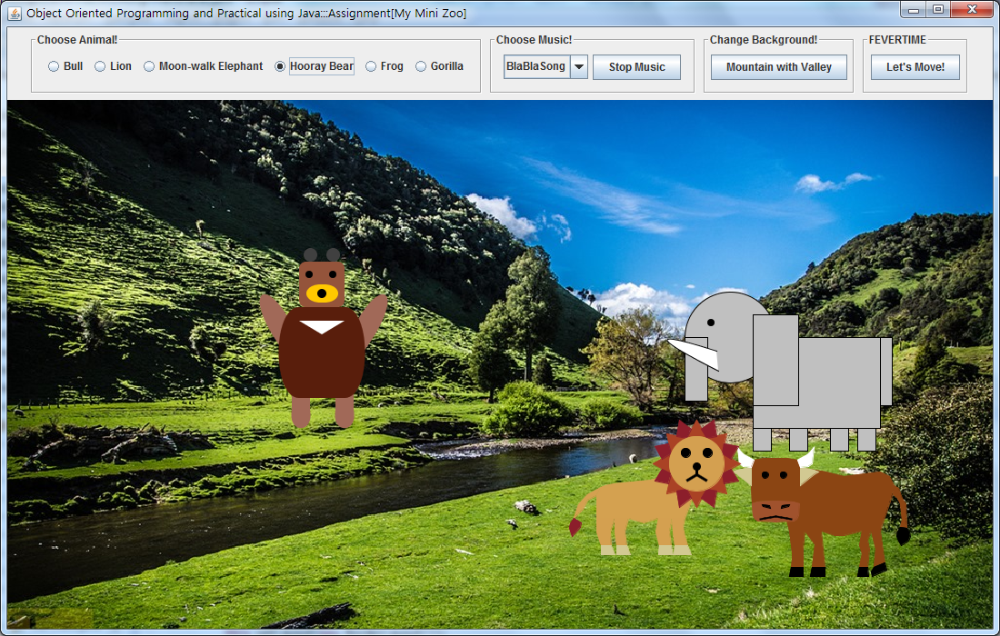 Object Oriented Programming and Practical using Java:::Assignment[My Mini Zoo]
Choose Animal!
Bull Lion Moon-walk Elephant Hooray Bear Frog Gorilla
Choose Music!
BlaBlaSong Stop Music
Change Background!
Mountain with Valley
FEVERTIME
Let's Move!